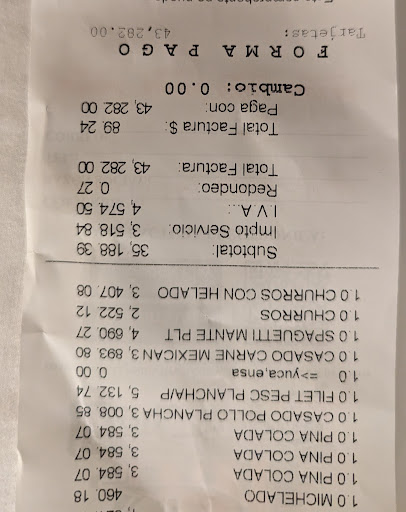 1.0 MICHELADO 460. 18
1.0 PINA COLADA 3, 584. 07
1.0 PINA COLADA 3, 584. 07
1.0 PINA COLADA 3, 584. 07
1.0 CASADO POLLO PLANCHA 3, 008. 85
1.0 FILET PESC PLANCHA/P 5, 132. 74
1.0 =>yuca,ensa 0. 00
1.0 CASADO CARNE MEXICAN 3, 893. 80
1.0 SPAGUETTI MANTE PLT 4, 690. 27
1.0 CHURROS 2, 522. 12
1.0 CHURROS CON HELADO 3, 407. 08
Subtotal: 35, 188. 39
Impto Servicio: 3, 518. 84
I.V.A..: 4, 574. 50
Redondeo: 0. 27
Total Factura: 43, 282. 00
Total Factura $: 89. 24
Paga con: 43, 282. 00
Cambio: 0.00
FORMA PAGO
Tarjetas: 43,282.00